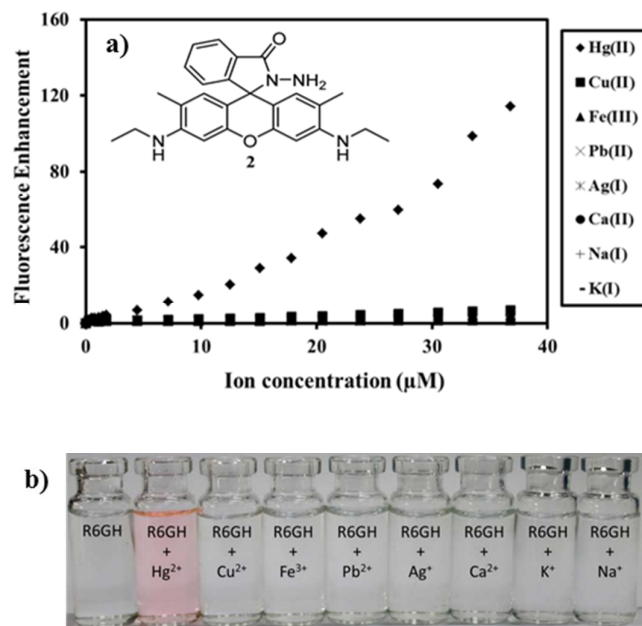 a)
160
120
80
40
0
Fluorescence Enhancement
0
10
20
30
40
Ion concentration (µM)
O
N-NH₂
N
H
O
N
H
2
Hg(II)
Cu(II)
Fe(III)
Pb(II)
Ag(I)
Ca(II)
Na(I)
K(I)
b)
R6GH
R6GH
+
Hg²⁺
R6GH
+
Cu²⁺
R6GH
+
Fe³⁺
R6GH
+
Pb²⁺
R6GH
+
Ag⁺
R6GH
+
Ca²⁺
R6GH
+
K⁺
R6GH
+
Na⁺